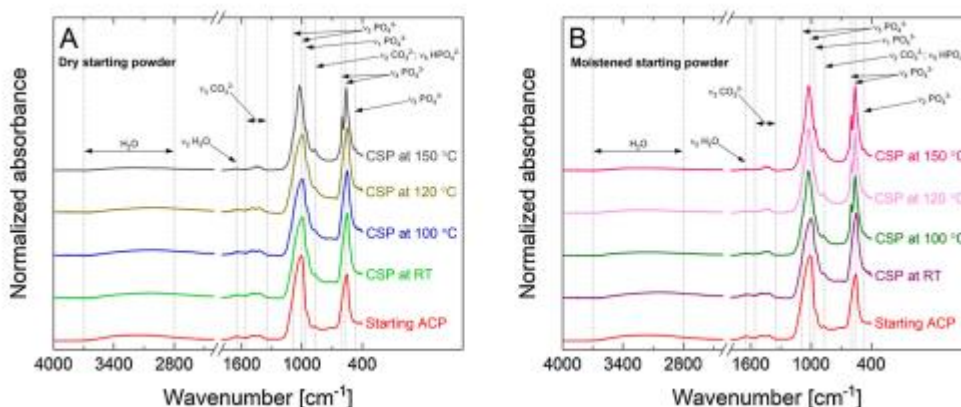 A
Dry starting powder
ν₃ PO₄³⁻
ν₁ PO₄³⁻
ν₂ CO₃²⁻; ν₅ HPO₄²⁻
ν₄ PO₄³⁻
ν₃ CO₃²⁻
ν₂ PO₄³⁻
H₂O
ν₂ H₂O
CSP at 150 °C
CSP at 120 °C
CSP at 100 °C
CSP at RT
Starting ACP
Normalized absorbance
4000 3400 2800 1600 1000 400
Wavenumber [cm⁻¹]
B
Moistened starting powder
ν₃ PO₄³⁻
ν₁ PO₄³⁻
ν₂ CO₃²⁻; ν₅ HPO₄²⁻
ν₄ PO₄³⁻
ν₃ CO₃²⁻
ν₂ PO₄³⁻
H₂O
ν₂ H₂O
CSP at 150 °C
CSP at 120 °C
CSP at 100 °C
CSP at RT
Starting ACP
Normalized absorbance
4000 3400 2800 1600 1000 400
Wavenumber [cm⁻¹]